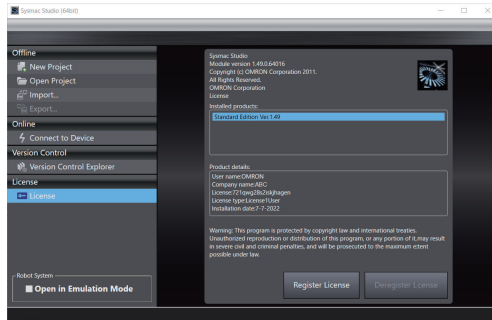 Sysmac Studio (64bit)
Offline
New Project
Open Project
Import...
Export...
Online
Connect to Device
Version Control
Version Control Explorer
License
License
Robot System
Open in Emulation Mode
Sysmac Studio
Module version 1.49.0.64016
Copyright (c) OMRON Corporation 2011.
All Rights Reserved.
OMRON Corporation
License
Installed products:
Standard Edition Ver.1.49
Product details:
User name:OMRON
Company name:ABG
License:
License type:License1User
Installation date:7-7-2022
Warning: This program is protected by copyright law and international treaties.
Unauthorized reproduction or distribution of this program, or any portion of it,may result
in severe civil and criminal penalties, and will be prosecuted to the maximum extent
possible under law.
Register License
Deregister License